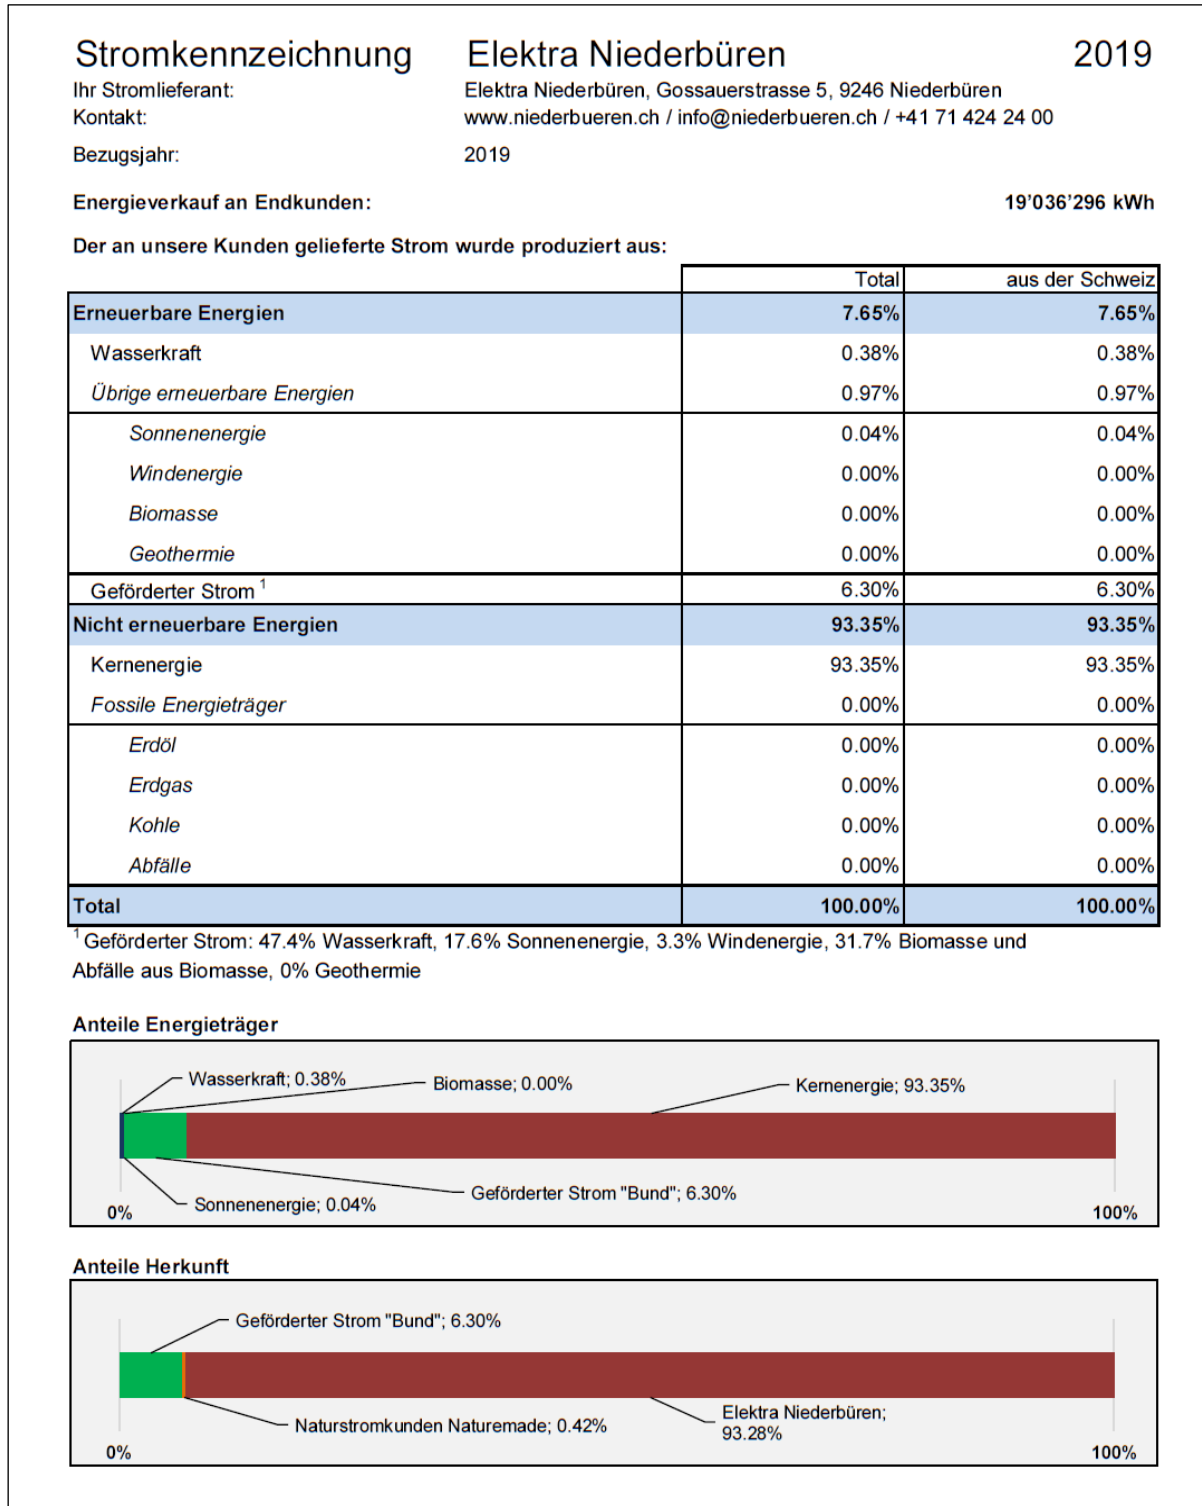 Stromkennzeichnung Elektra Niederbüren 2019
Ihr Stromlieferant: Elektra Niederbüren, Gossauerstrasse 5, 9246 Niederbüren
Kontakt: www.niederbueren.ch / info@niederbueren.ch / +41 71 424 24 00
Bezugsjahr: 2019
Energieverkauf an Endkunden: 19’036’296 kWh
Der an unsere Kunden gelieferte Strom wurde produziert aus:
Total aus der Schweiz
Erneuerbare Energien 7.65% 7.65%
Wasserkraft 0.38% 0.38%
Übrige erneuerbare Energien 0.97% 0.97%
Sonnenenergie 0.04% 0.04%
Windenergie 0.00% 0.00%
Biomasse 0.00% 0.00%
Geothermie 0.00% 0.00%
Geförderter Strom 1 6.30% 6.30%
Nicht erneuerbare Energien 93.35% 93.35%
Kernenergie 93.35% 93.35%
Fossile Energieträger 0.00% 0.00%
Erdöl 0.00% 0.00%
Erdgas 0.00% 0.00%
Kohle 0.00% 0.00%
Abfälle 0.00% 0.00%
Total 100.00% 100.00%
1 Geförderter Strom: 47.4% Wasserkraft, 17.6% Sonnenenergie, 3.3% Windenergie, 31.7% Biomasse und
Abfälle aus Biomasse, 0% Geothermie
Anteile Energieträger
Wasserkraft; 0.38%
Biomasse; 0.00%
Kernenergie; 93.35%
Sonnenenergie; 0.04%
Geförderter Strom "Bund"; 6.30%
0% 100%
Anteile Herkunft
Geförderter Strom "Bund"; 6.30%
Naturstromkunden Naturemade; 0.42%
Elektra Niederbüren;
93.28%
0% 100%